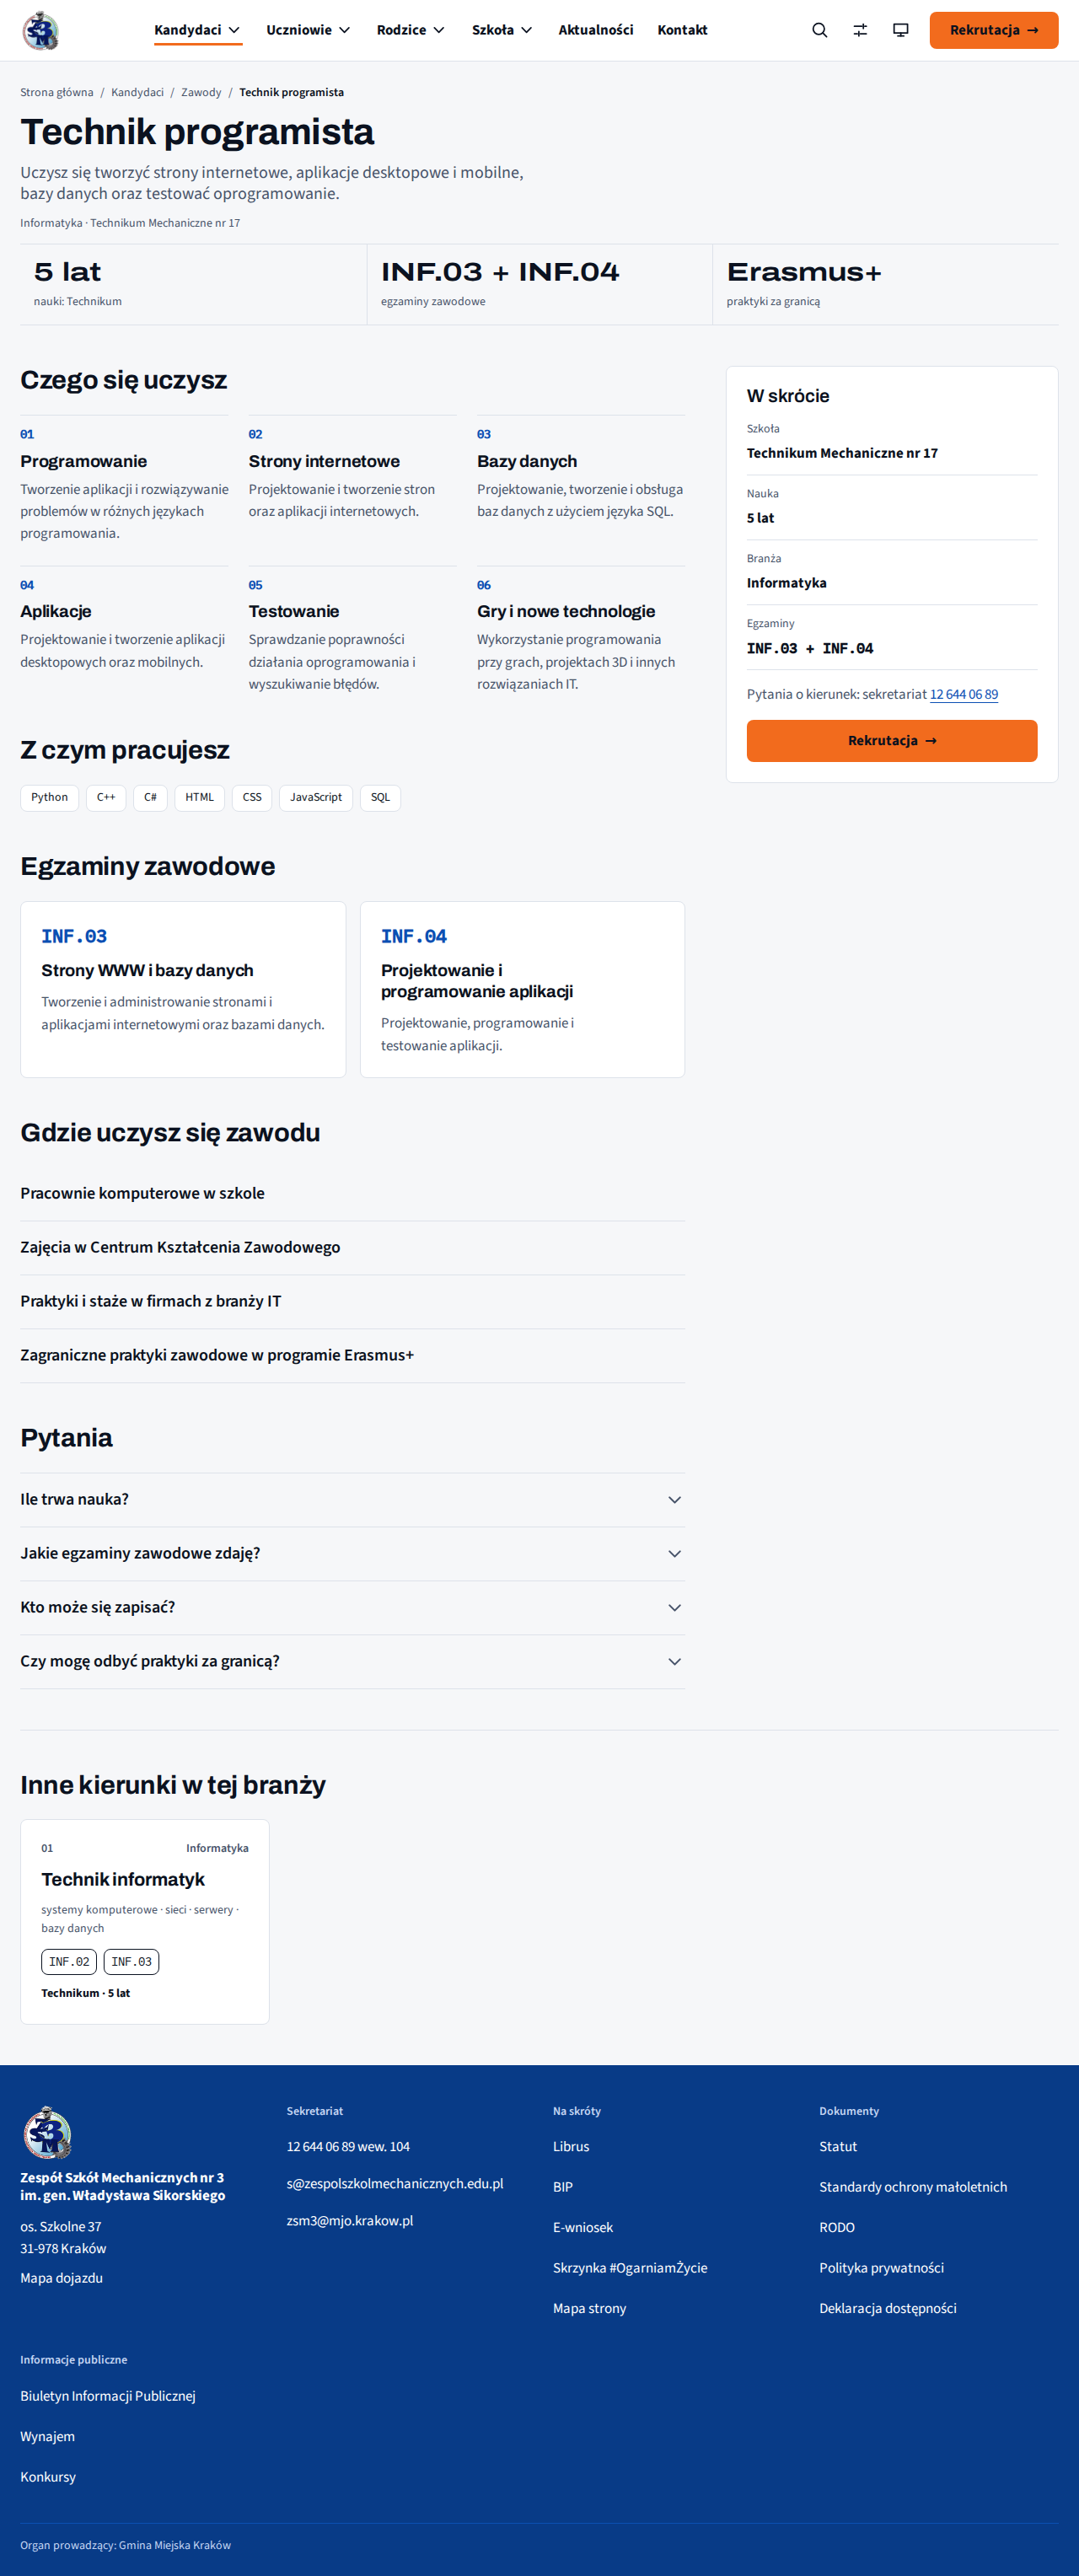 Kandydaci
Uczniowie
Rodzice
Szkoła
Aktualności
Kontakt
Rekrutacja →
Strona główna / Kandydaci / Zawody / Technik programista
Technik programista
Uczysz się tworzyć strony internetowe, aplikacje desktopowe i mobilne,
bazy danych oraz testować oprogramowanie.
Informatyka · Technikum Mechaniczne nr 17
5 lat
nauki: Technikum
INF.03 + INF.04
egzaminy zawodowe
Erasmus+
praktyki za granicą
Czego się uczysz
01
Programowanie
Tworzenie aplikacji i rozwiązywanie
problemów w różnych językach
programowania.
02
Strony internetowe
Projektowanie i tworzenie stron
oraz aplikacji internetowych.
03
Bazy danych
Projektowanie, tworzenie i obsługa
baz danych z użyciem języka SQL.
04
Aplikacje
Projektowanie i tworzenie aplikacji
desktopowych oraz mobilnych.
05
Testowanie
Sprawdzanie poprawności
działania oprogramowania i
wyszukiwanie błędów.
06
Gry i nowe technologie
Wykorzystanie programowania
przy grach, projektach 3D i innych
rozwiązaniach IT.
W skrócie
Szkoła
Technikum Mechaniczne nr 17
Nauka
5 lat
Branża
Informatyka
Egzaminy
INF.03 + INF.04
Pytania o kierunek: sekretariat 12 644 06 89
Rekrutacja →
Z czym pracujesz
Python
C++
C#
HTML
CSS
JavaScript
SQL
Egzaminy zawodowe
INF.03
Strony WWW i bazy danych
Tworzenie i administrowanie stronami i
aplikacjami internetowymi oraz bazami danych.
INF.04
Projektowanie i
programowanie aplikacji
Projektowanie, programowanie i
testowanie aplikacji.
Gdzie uczysz się zawodu
Pracownie komputerowe w szkole
Zajęcia w Centrum Kształcenia Zawodowego
Praktyki i staże w firmach z branży IT
Zagraniczne praktyki zawodowe w programie Erasmus+
Pytania
Ile trwa nauka?
Jakie egzaminy zawodowe zdaję?
Kto może się zapisać?
Czy mogę odbyć praktyki za granicą?
Inne kierunki w tej branży
01
Informatyka
Technik informatyk
systemy komputerowe · sieci · serwery ·
bazy danych
INF.02
INF.03
Technikum · 5 lat
Zespół Szkół Mechanicznych nr 3
im. gen. Władysława Sikorskiego
os. Szkolne 37
31-978 Kraków
Mapa dojazdu
Sekretariat
12 644 06 89 wew. 104
s@zespolszkolmechanicznych.edu.pl
zsm3@mjo.krakow.pl
Na skróty
Librus
BIP
E-wniosek
Skrzynka #OgarniamŻycie
Mapa strony
Dokumenty
Statut
Standardy ochrony małoletnich
RODO
Polityka prywatności
Deklaracja dostępności
Informacje publiczne
Biuletyn Informacji Publicznej
Wynajem
Konkursy
Organ prowadzący: Gmina Miejska Kraków